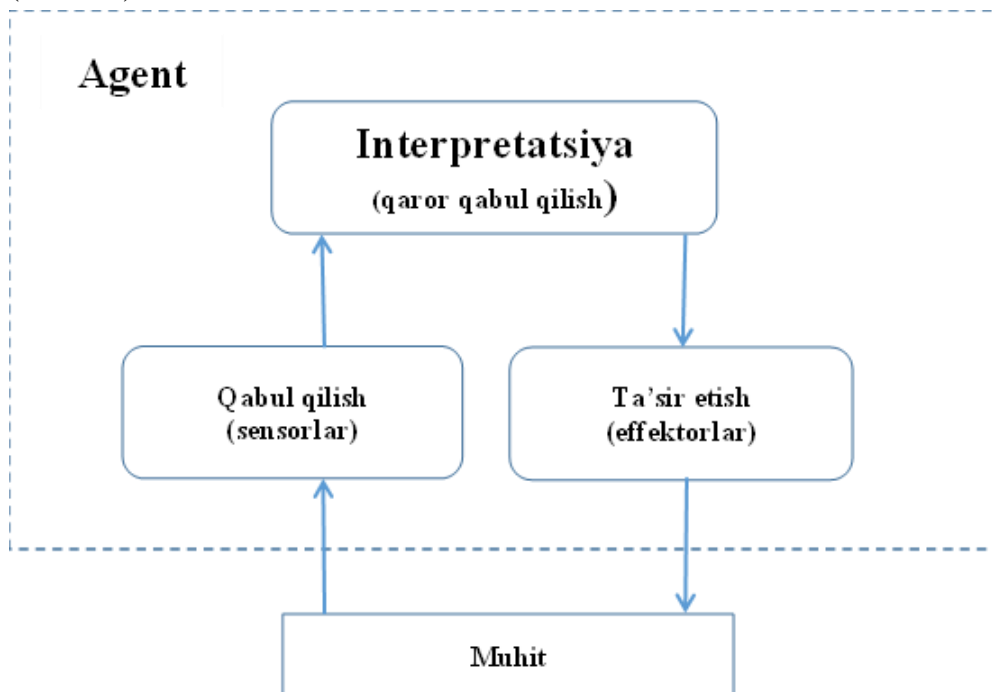 Agent
Interpretatsiya
(qaror qabul qilish)
Qabul qilish
(sensorlar)
Ta’sir etish
(effektorlar)
Muhit